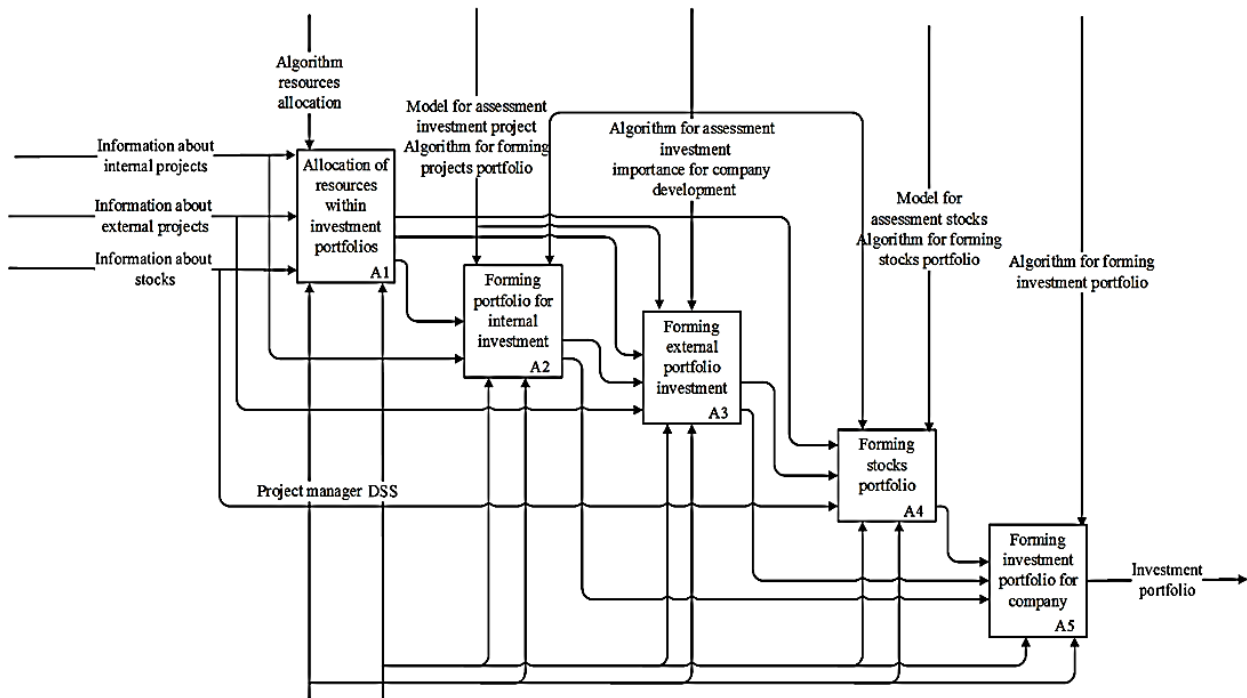 Algorithm
resources
allocation
Model for assessment
investment project
Algorithm for forming
projects portfolio
Algorithm for assessment
investment
importance for company
development
Model for
assessment stocks
Algorithm for forming
stocks portfolio
Algorithm for forming
investment portfolio
Information about
internal projects
Information about
external projects
Information about
stocks
Allocation of
resources
within
investment
portfolios
A1
Forming
portfolio for
internal
investment
A2
Forming
external
portfolio
investment
A3
Forming
stocks
portfolio
A4
Forming
investment
portfolio for
company
A5
Project manager DSS
Investment
portfolio